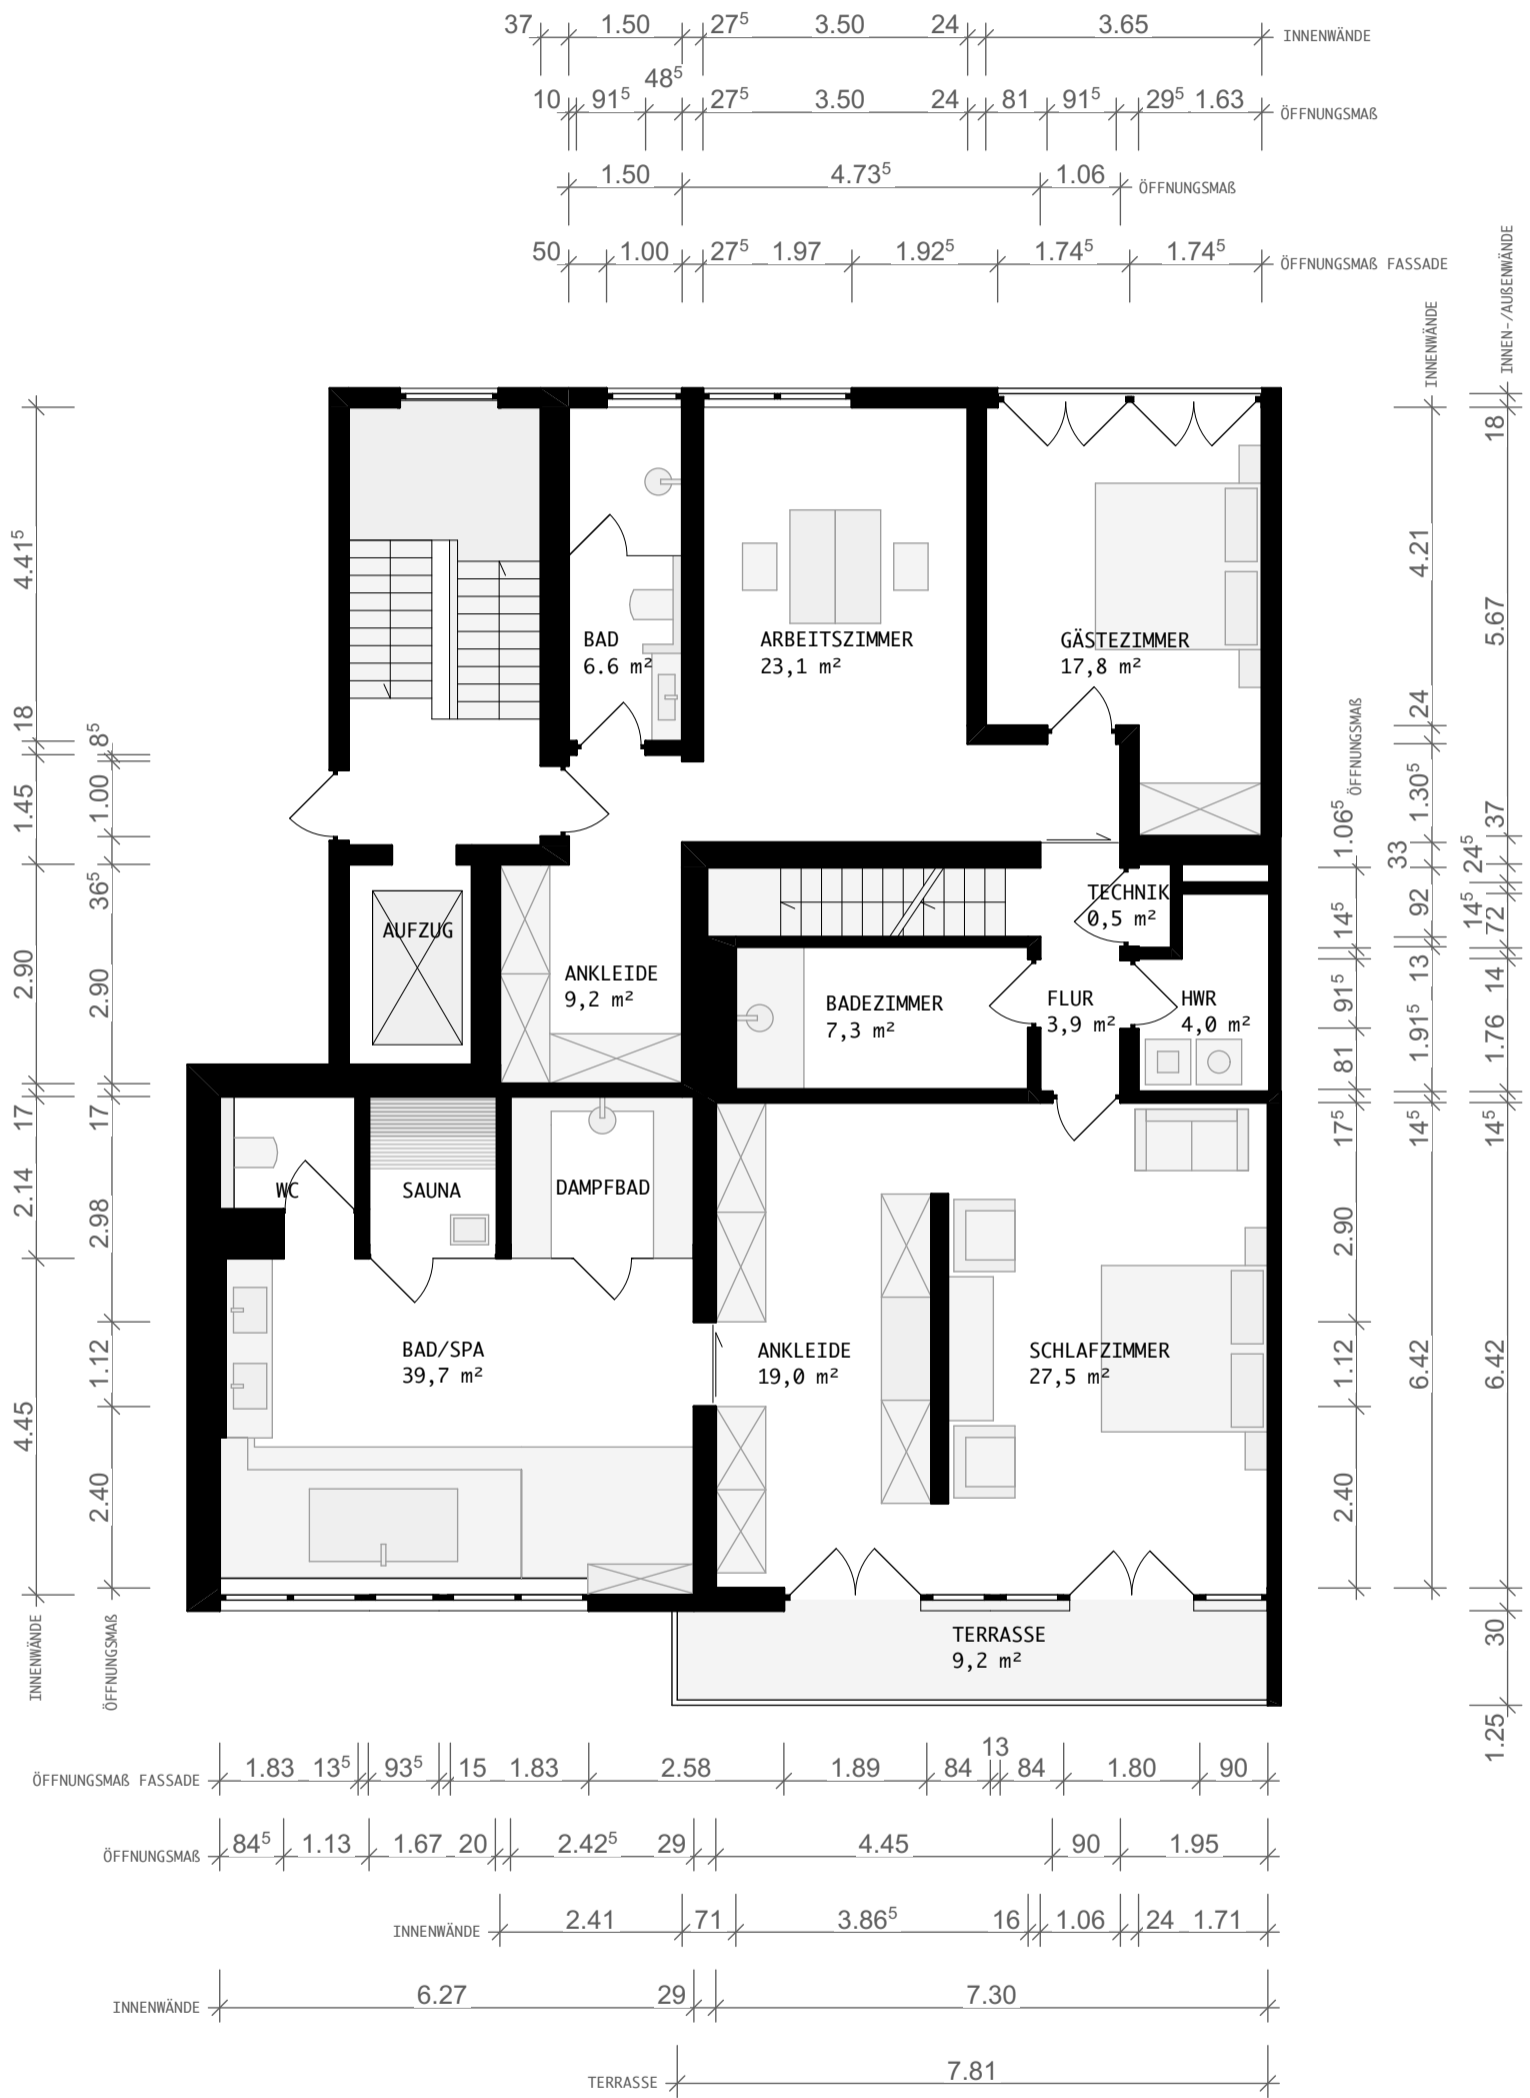 37 1.50 27⁵ 3.50 24 3.65 INNENWÄNDE
48⁵
10 91⁵ 27⁵ 3.50 24 81 91⁵ 29⁵ 1.63 ÖFFNUNGSMAß
1.50 4.73⁵ 1.06 ÖFFNUNGSMAß
50 1.00 27⁵ 1.97 1.92⁵ 1.74⁵ 1.74⁵ ÖFFNUNGSMAß FASSADE
4.41⁵ 18 1.45 2.90 17 2.14 4.45 INNENWÄNDE
8⁵ 1.00 36⁵ 2.90 17 2.98 1.12 2.40 ÖFFNUNGSMAß
BAD
6.6 m²
ARBEITSZIMMER
23,1 m²
GÄSTEZIMMER
17,8 m²
AUFZUG
ANKLEIDE
9,2 m²
TECHNIK
0,5 m²
BADEZIMMER
7,3 m²
FLUR
3,9 m²
HWR
4,0 m²
WC
SAUNA
DAMPFBAD
BAD/SPA
39,7 m²
ANKLEIDE
19,0 m²
SCHLAFZIMMER
27,5 m²
TERRASSE
9,2 m²
ÖFFNUNGSMAß 1.06⁵ 14⁵ 91⁵ 81 17⁵ 2.90 1.12 2.40
INNENWÄNDE 4.21 24 1.30⁵ 33 92 13 1.91⁵ 14⁵ 6.42
INNEN-/AUßENWÄNDE 18 5.67 37 24⁵ 14⁵ 72 14 1.76 14⁵ 6.42 30 1.25
13
ÖFFNUNGSMAß FASSADE 1.83 13⁵ 93⁵ 15 1.83 2.58 1.89 84 84 1.80 90
ÖFFNUNGSMAß 84⁵ 1.13 1.67 20 2.42⁵ 29 4.45 90 1.95
INNENWÄNDE 2.41 71 3.86⁵ 16 1.06 24 1.71
INNENWÄNDE 6.27 29 7.30
TERRASSE 7.81